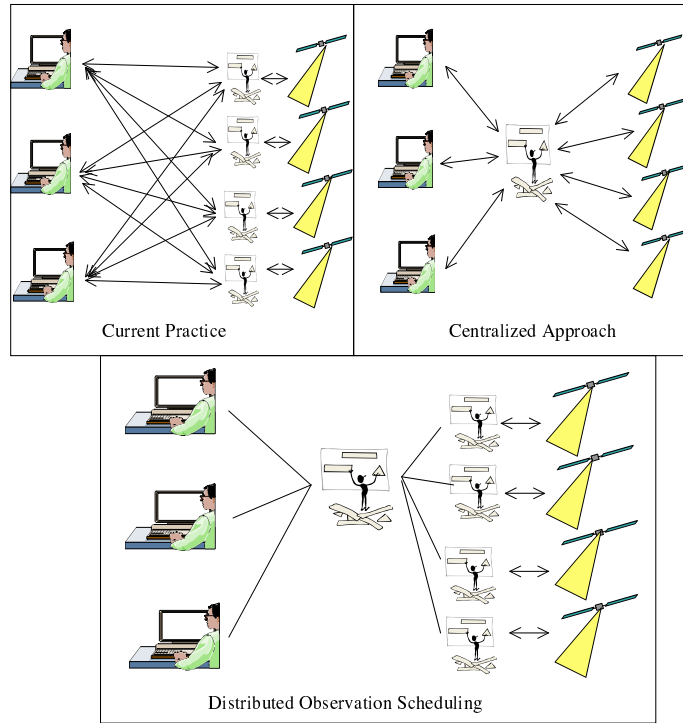 Current Practice
Centralized Approach
Distributed Observation Scheduling